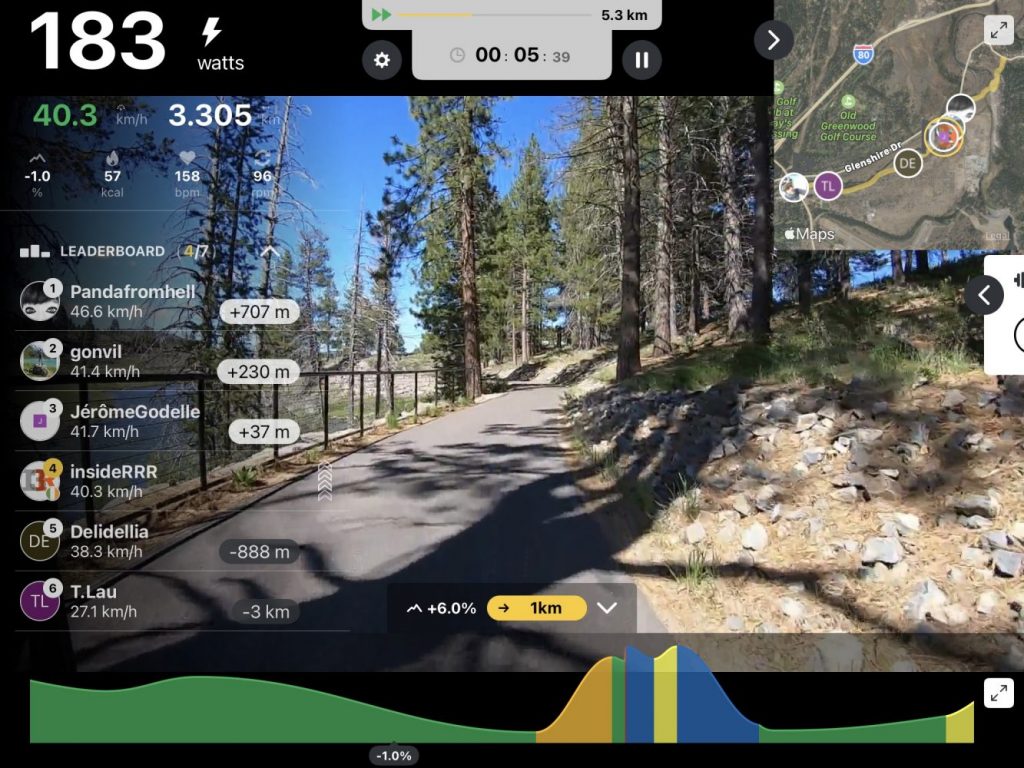 183
watts
5.3 km
00:05:39
40.3 km/h
3.305 km
-1.0
%
57
kcal
158
bpm
96
rpm
LEADERBOARD (4/7)
1 Pandafromhell
46.6 km/h
+707 m
2 gonvil
41.4 km/h
+230 m
3 JérômeGodelle
41.7 km/h
+37 m
4 insideRRR
40.3 km/h
5 Delidellia
DE
38.3 km/h
-888 m
6 T.Lau
TL
27.1 km/h
-3 km
80
Golf
Old
Greenwood
Golf Course
Glenshire Dr
DE
TL
Maps
Legal
+6.0%
1km
-1.0%